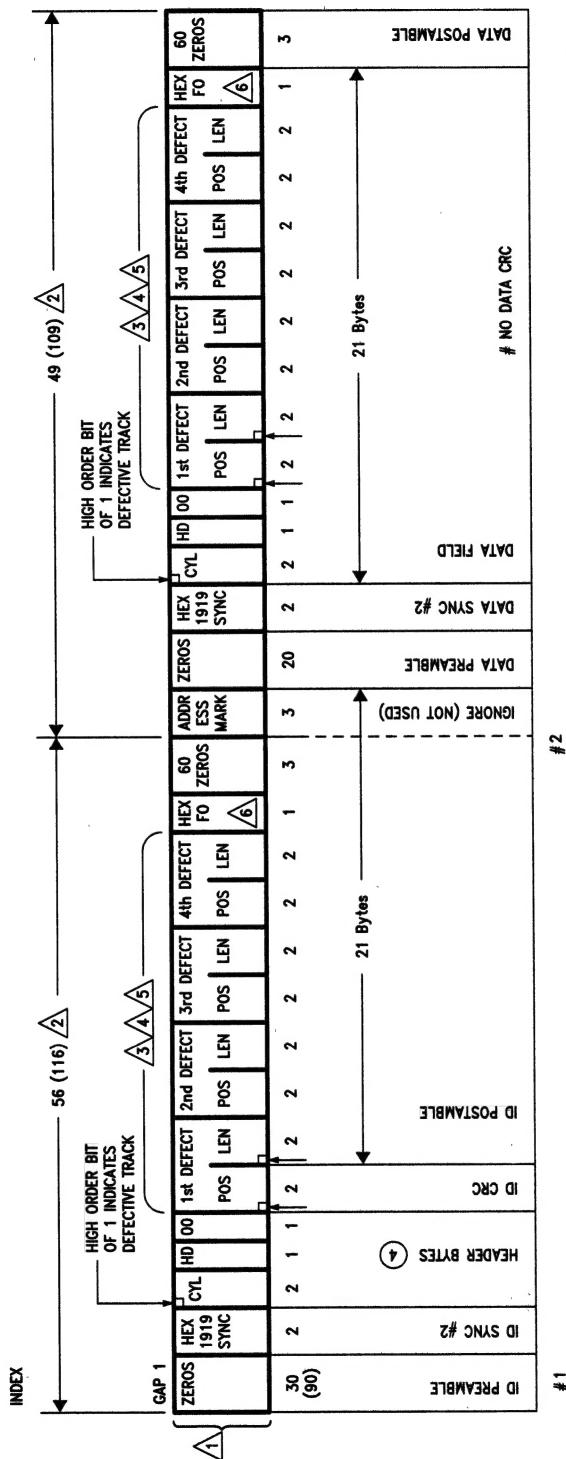 INDEX
56 (116) 2
49 (109) 2
HIGH ORDER BIT
OF 1 INDICATES
DEFECTIVE TRACK
3 4 5
HIGH ORDER BIT
OF 1 INDICATES
DEFECTIVE TRACK
3 4 5
GAP 1
1
ZEROS
HEX
1919
SYNC
CYL
HD
00
1st DEFECT
POS
LEN
2nd DEFECT
POS
LEN
3rd DEFECT
POS
LEN
4th DEFECT
POS
LEN
HEX
FO
6
60
ZEROS
ADDR
ESS
MARK
ZEROS
HEX
1919
SYNC
CYL
HD
00
1st DEFECT
POS
LEN
2nd DEFECT
POS
LEN
3rd DEFECT
POS
LEN
4th DEFECT
POS
LEN
HEX
FO
6
60
ZEROS
30 2 2 1 1 2 2 2 2 2 2 2 2 1 3 3 20 2 2 1 1 2 2 2 2 2 2 2 2 1 3
(90)
21 Bytes
21 Bytes
ID PREAMBLE
ID SYNC #2
HEADER BYTES 4
ID CRC
ID POSTAMBLE
IGNORE (NOT USED)
DATA PREAMBLE
DATA SYNC #2
DATA FIELD
# NO DATA CRC
DATA POSTAMBLE
#1
#2